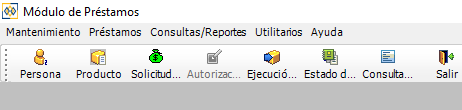 Módulo de Préstamos
Mantenimiento Préstamos Consultas/Reportes Utilitarios Ayuda
Persona Producto Solicitud... Autorizac... Ejecució... Estado d... Consulta... Salir